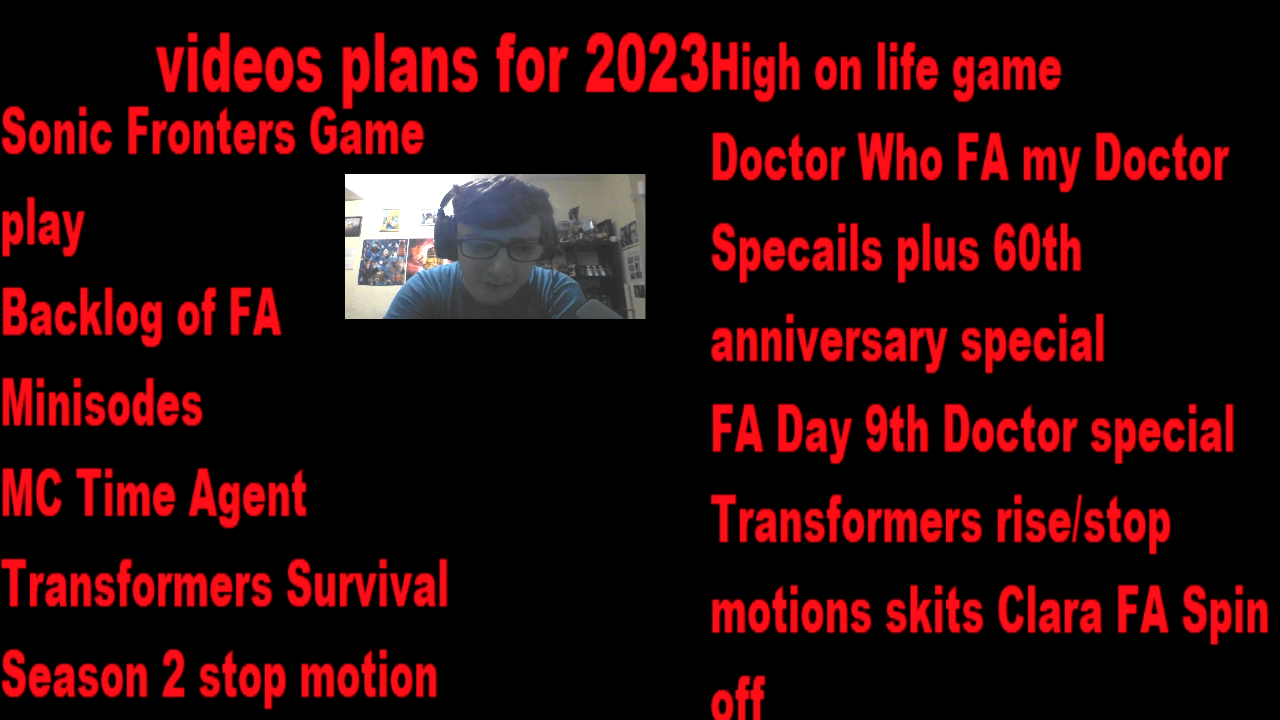 videos plans for 2023
Sonic Fronters Game
play
Backlog of FA
Minisodes
MC Time Agent
Transformers Survival
Season 2 stop motion
High on life game
Doctor Who FA my Doctor
Specails plus 60th
anniversary special
FA Day 9th Doctor special
Transformers rise/stop
motions skits Clara FA Spin
off